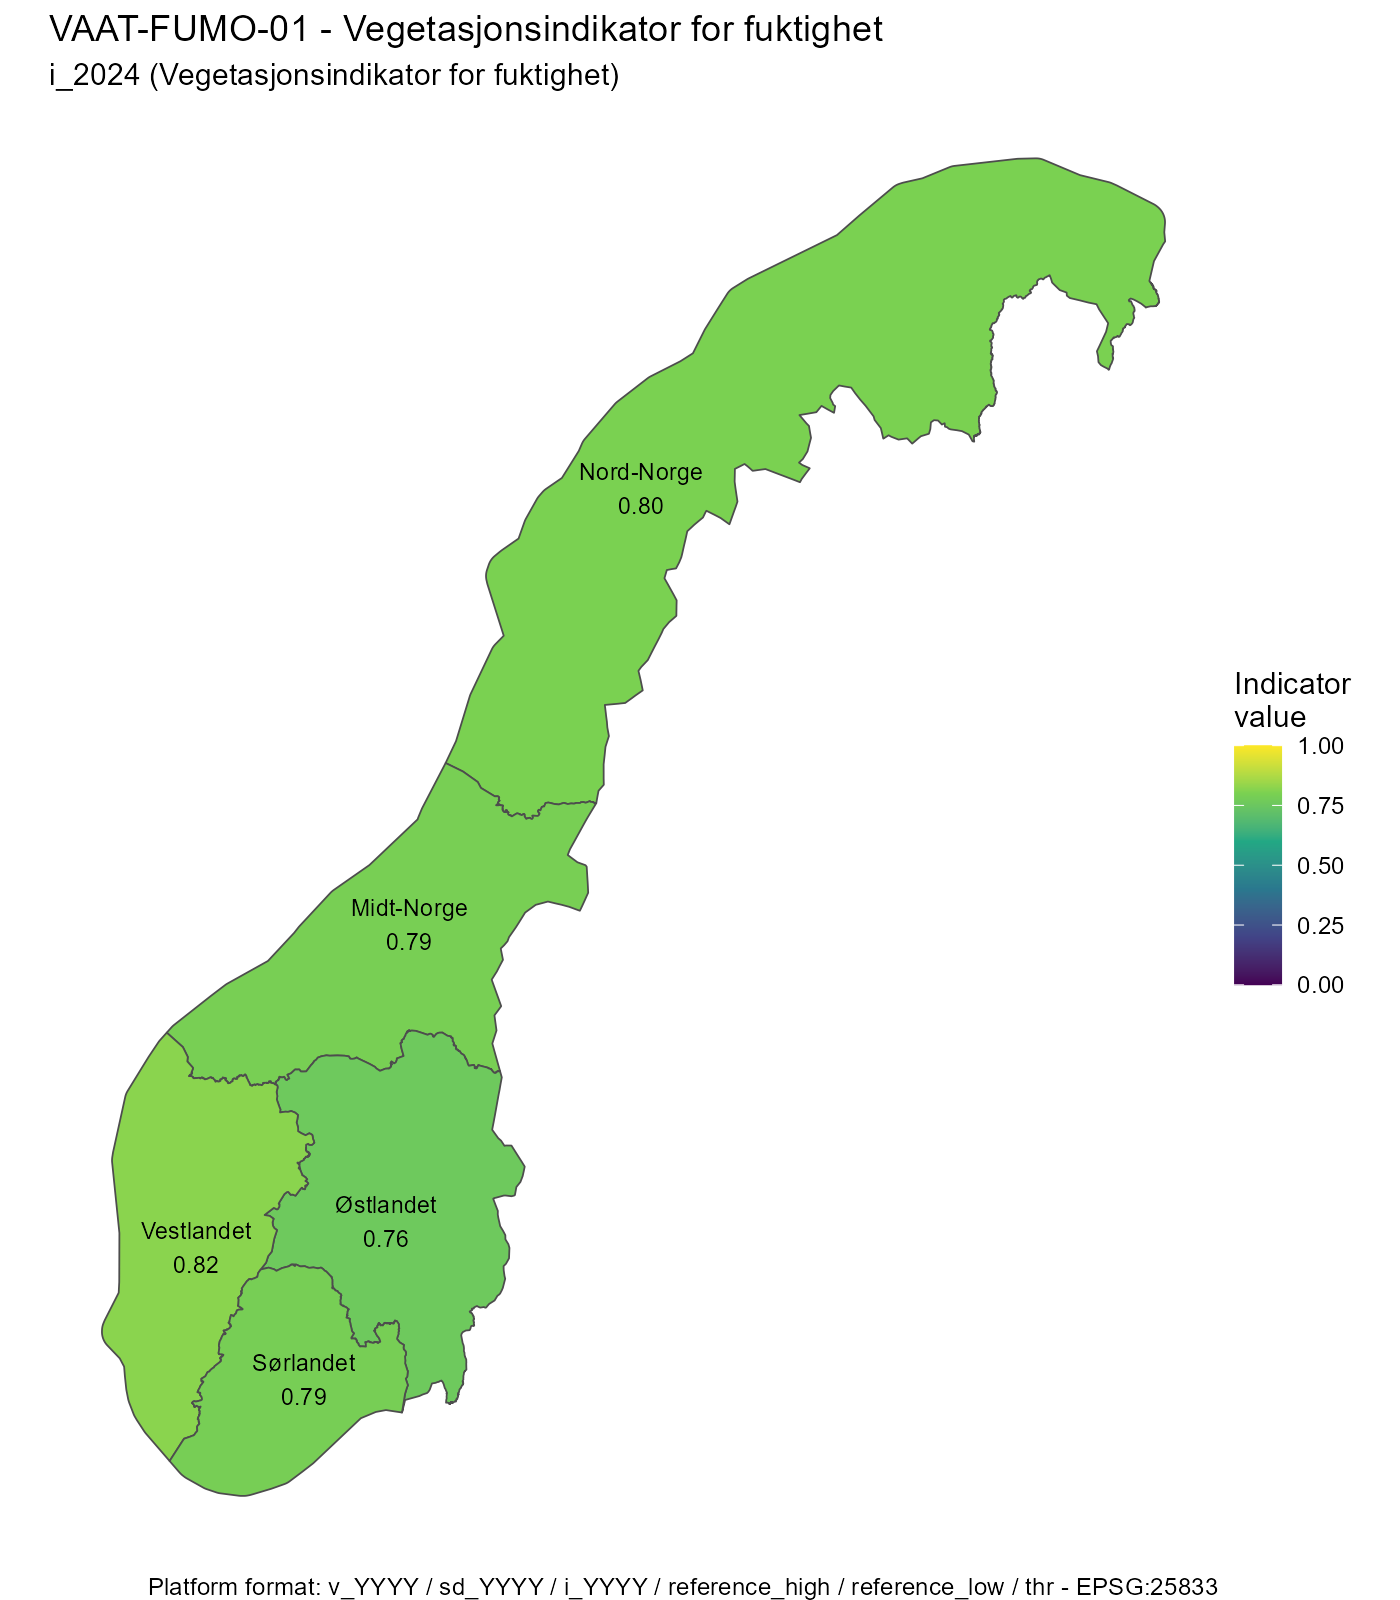 VAAT-FUMO-01 - Vegetasjonsindikator for fuktighet
i_2024 (Vegetasjonsindikator for fuktighet)
Nord-Norge
0.80
Indicator
value
1.00
0.75
0.50
0.25
0.00
Midt-Norge
0.79
Østlandet
0.76
Vestlandet
0.82
Sørlandet
0.79
Platform format: v_YYYY / sd_YYYY / i_YYYY / reference_high / reference_low / thr - EPSG:25833